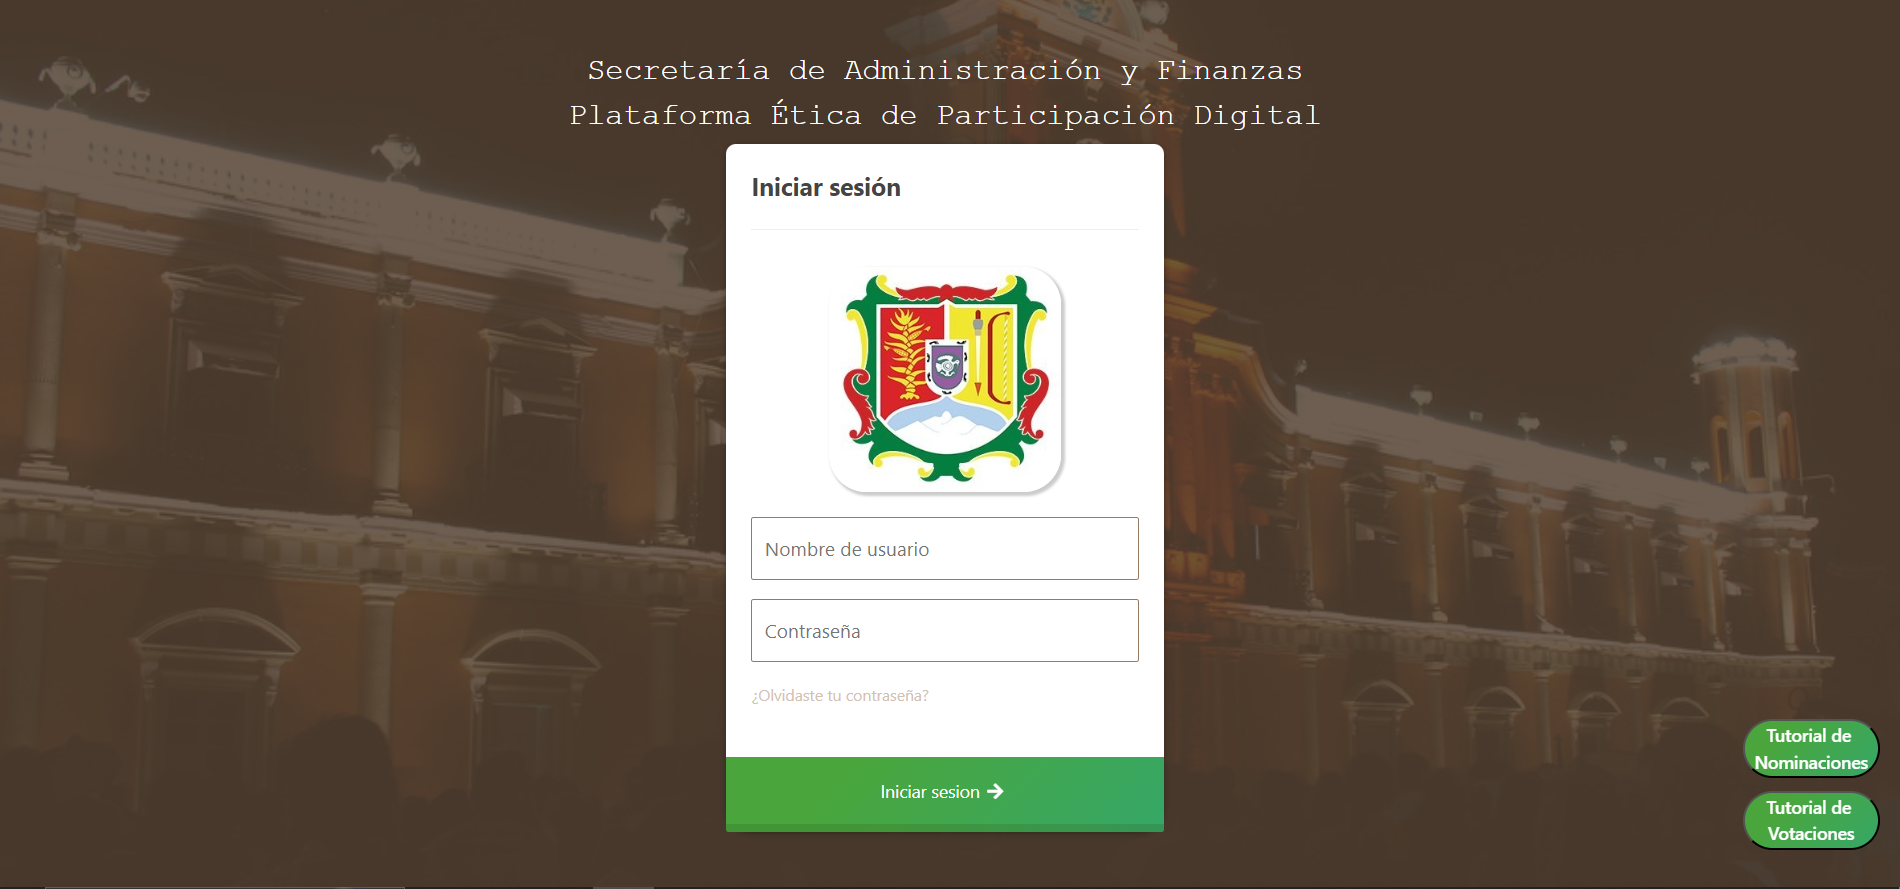 Secretaría de Administración y Finanzas
Plataforma Ética de Participación Digital
Iniciar sesión
Nombre de usuario
Contraseña
¿Olvidaste tu contraseña?
Iniciar sesion
Tutorial de
Nominaciones
Tutorial de
Votaciones